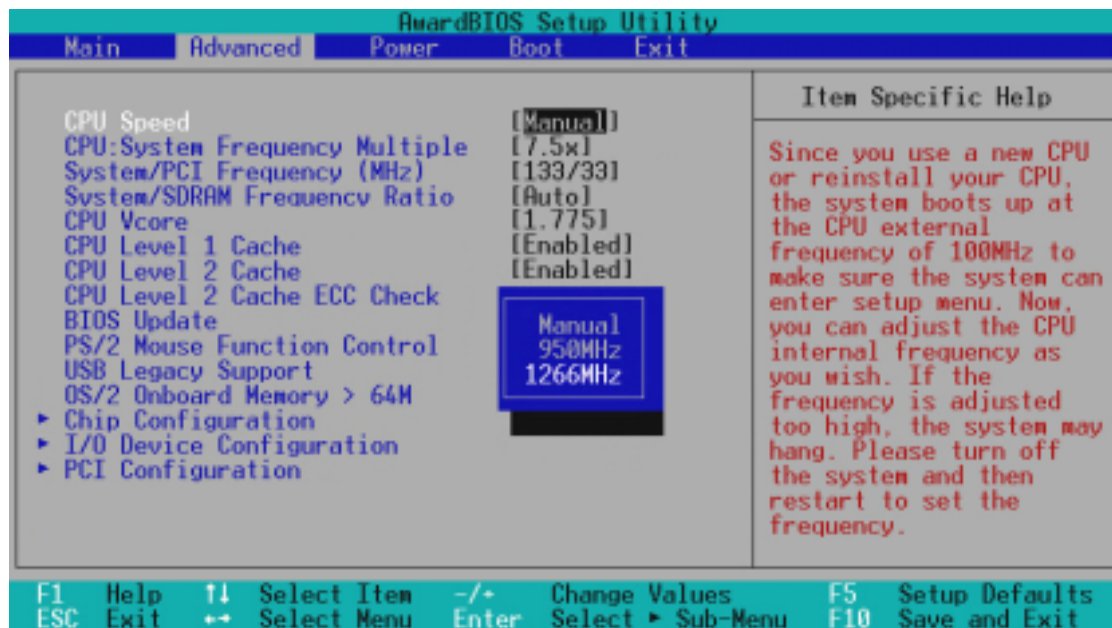 AwardBIOS Setup Utility
Main Advanced Power Boot Exit
CPU Speed [Manual]
CPU:System Frequency Multiple [7.5x]
System/PCI Frequency (MHz) [133/33]
System/SDRAM Frequency Ratio [Auto]
CPU Vcore [1.775]
CPU Level 1 Cache [Enabled]
CPU Level 2 Cache [Enabled]
CPU Level 2 Cache ECC Check
BIOS Update
PS/2 Mouse Function Control
USB Legacy Support
OS/2 Onboard Memory > 64M
Chip Configuration
I/O Device Configuration
PCI Configuration
Manual
950MHz
1266MHz
Item Specific Help
Since you use a new CPU
or reinstall your CPU,
the system boots up at
the CPU external
frequency of 100MHz to
make sure the system can
enter setup menu. Now,
you can adjust the CPU
internal frequency as
you wish. If the
frequency is adjusted
too high, the system may
hang. Please turn off
the system and then
restart to set the
frequency.
F1 Help ↑↓ Select Item -/+ Change Values F5 Setup Defaults
ESC Exit ←→ Select Menu Enter Select ► Sub-Menu F10 Save and Exit